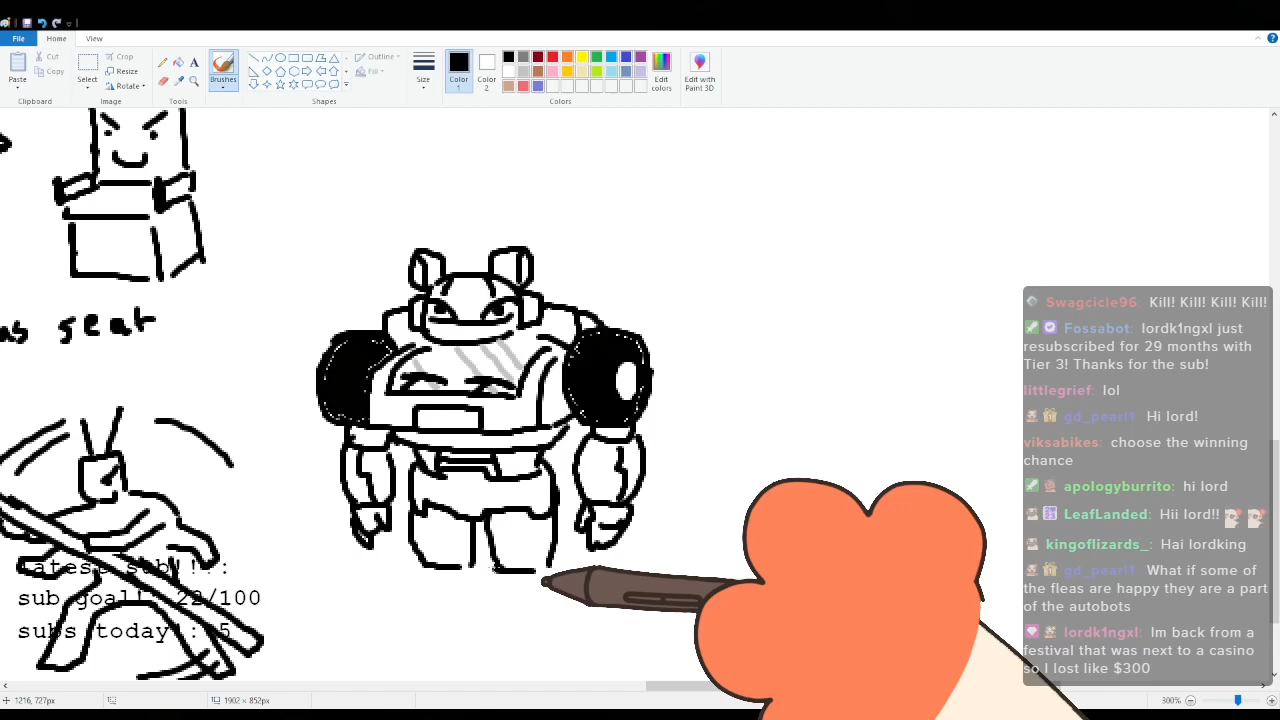 File Home View
Cut
Copy
Paste
Clipboard
Crop
Resize
Rotate
Select
Image
Tools
Brushes
Shapes
Outline
Fill
Size
Color 1
Color 2
Edit colors
Edit with Paint 3D
Colors
as seat
latest sub!!!:
sub goal!: 22/100
subs today!: 5
Swagcicle96: Kill! Kill! Kill! Kill!
Fossabot: lordk1ngxl just
resubscribed for 29 months with
Tier 3! Thanks for the sub!
littlegrief: lol
gd_pearl1 Hi lord!
viksabikes: choose the winning
chance
apologyburrito: hi lord
LeafLanded: Hii lord!!
kingoflizards_: Hai lordking
gd_pearl1 What if some of
the fleas are happy they are a part
of the autobots
lordk1ngxl: Im back from a
festival that was next to a casino
so I lost like $300
1216, 727px
1902 × 852px
300%